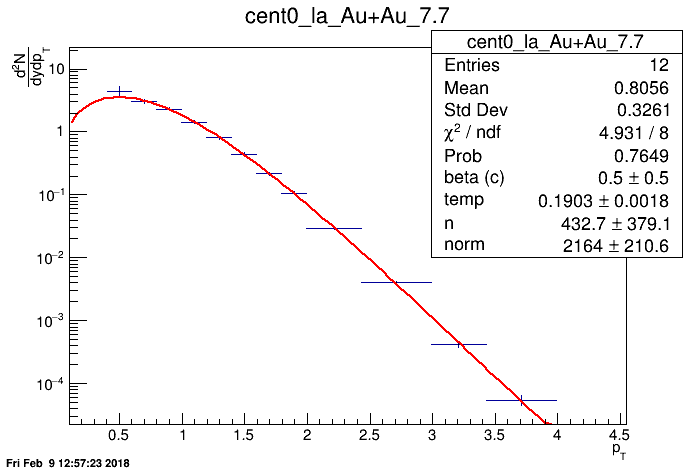 cent0_la_Au+Au_7.7
d²N
dydp_T
cent0_la_Au+Au_7.7
Entries 12
Mean 0.8056
Std Dev 0.3261
χ² / ndf 4.931 / 8
Prob 0.7649
beta (c) 0.5 ± 0.5
temp 0.1903 ± 0.0018
n 432.7 ± 379.1
norm 2164 ± 210.6
10
1
10⁻¹
10⁻²
10⁻³
10⁻⁴
0.5 1 1.5 2 2.5 3 3.5 4 4.5
p_T
Fri Feb 9 12:57:23 2018